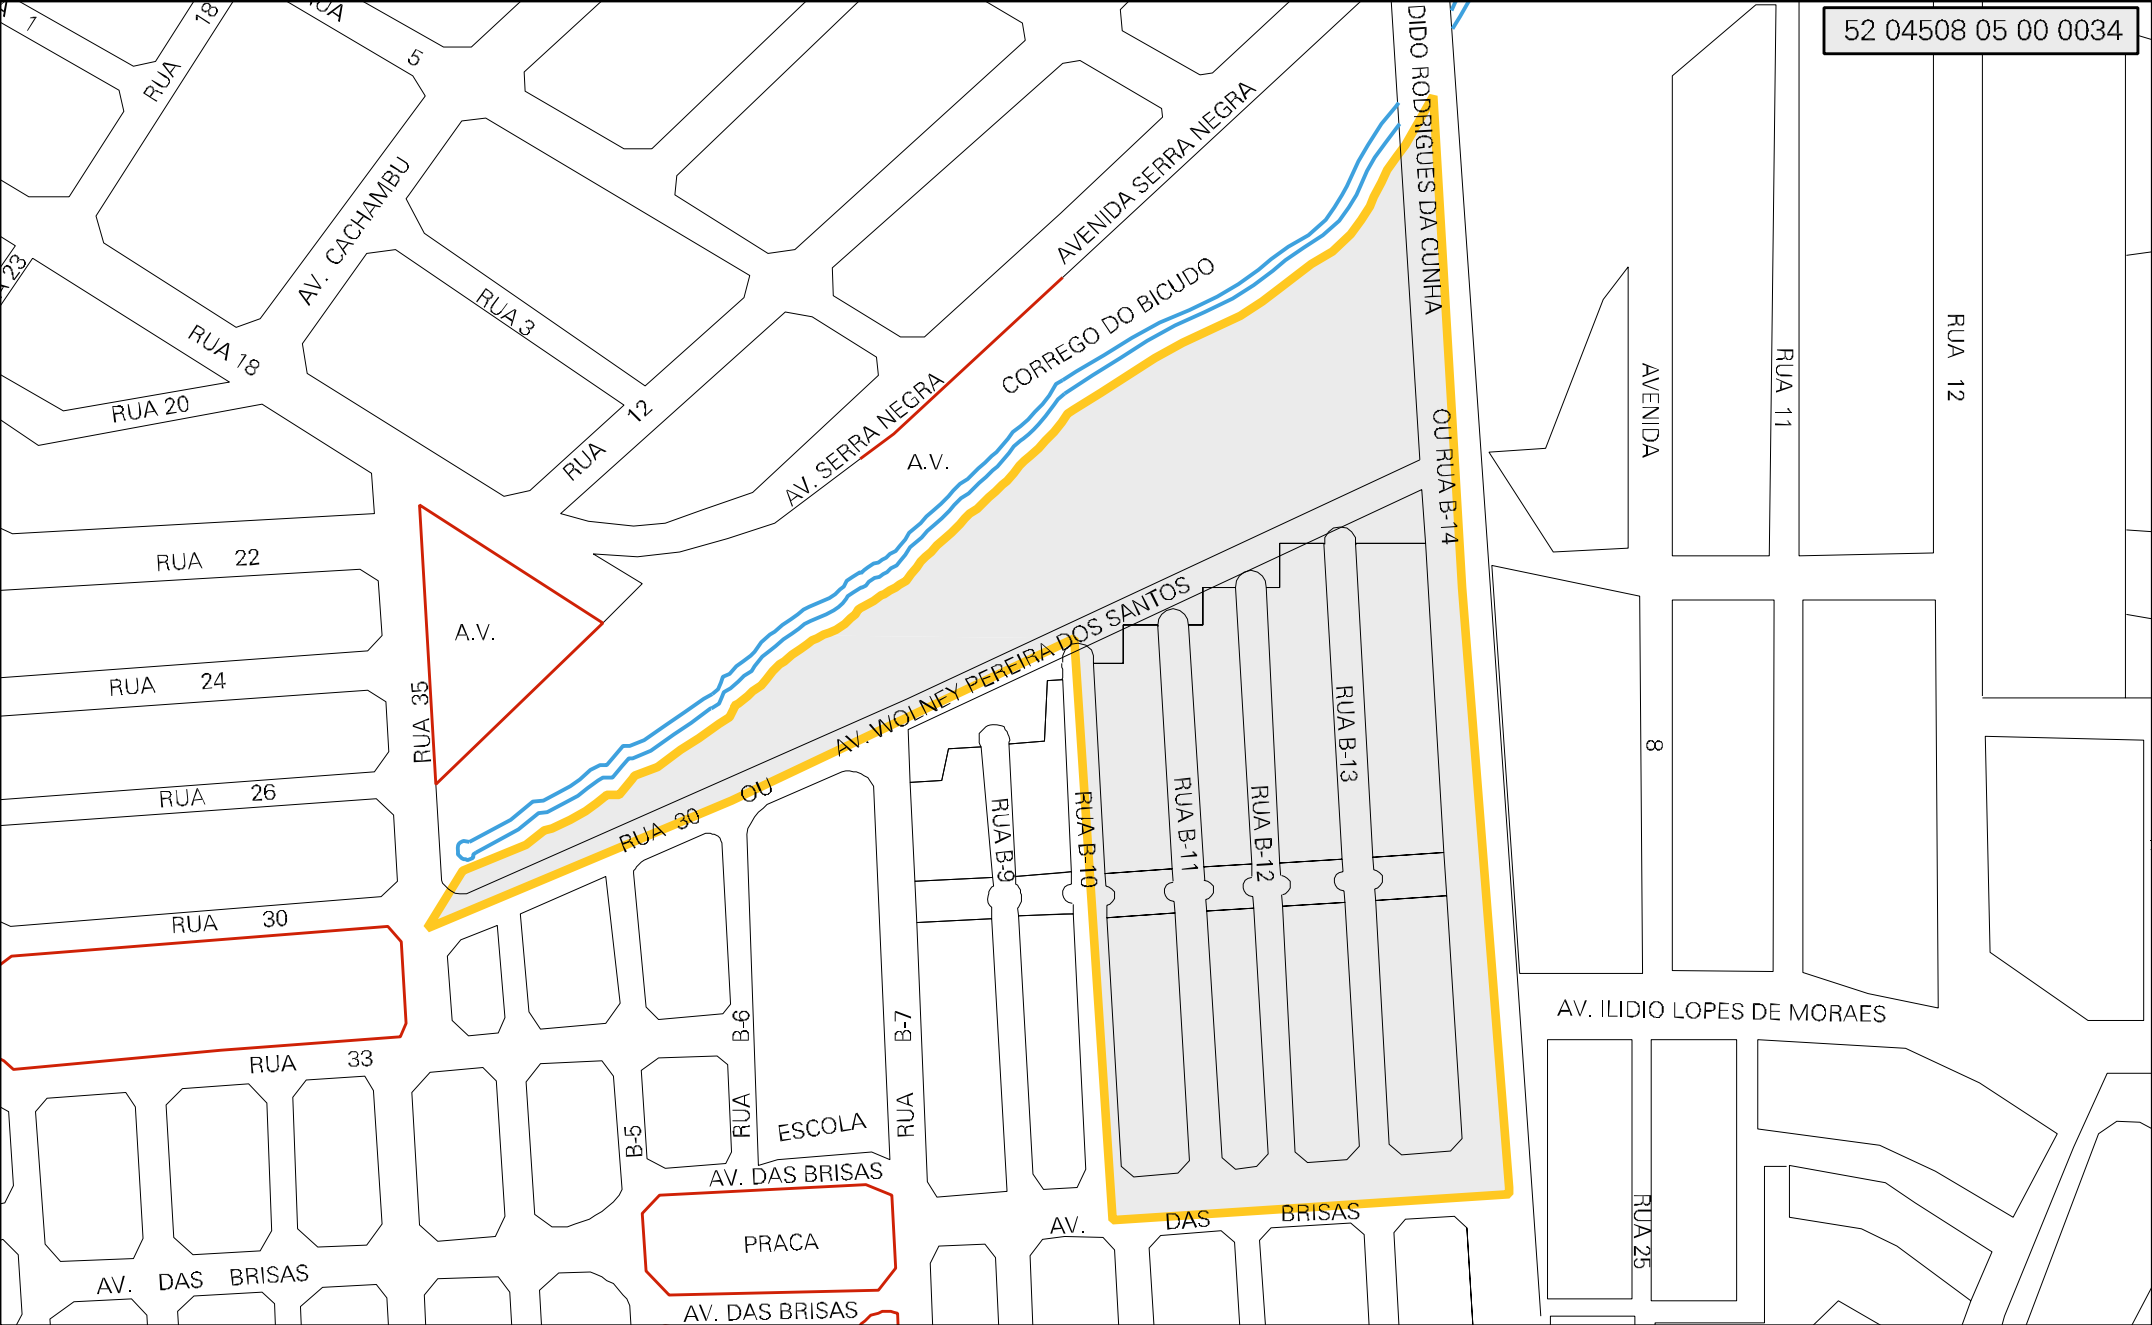 52 04508 05 00 0034
1
18
RUA
RUA
5
DIDO RODRIGUES DA CUNHA
OU RUA B-14
AV. CACHAMBU
AVENIDA SERRA NEGRA
23
RUA 3
RUA 18
CORREGO DO BICUDO
RUA 20
RUA 12
AV. SERRA NEGRA
A.V.
AVENIDA
8
RUA 11
RUA 12
RUA 22
A.V.
RUA 24
RUA 35
RUA 26
RUA 30
RUA 33
RUA 30 OU AV. WOLNEY PEREIRA DOS SANTOS
RUA B-9
RUA B-10
RUA B-11
RUA B-12
RUA B-13
AV. ILIDIO LOPES DE MORAES
B-5
RUA B-6
RUA B-7
ESCOLA
AV. DAS BRISAS
PRACA
AV. DAS BRISAS
RUA 25
AV. DAS BRISAS
AV. DAS BRISAS